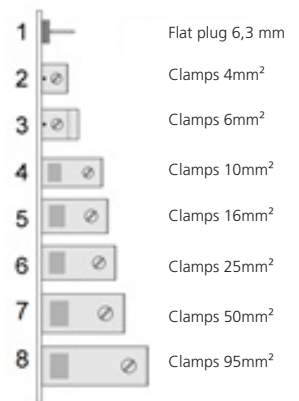 1 Flat plug 6,3 mm
2 Clamps 4mm²
3 Clamps 6mm²
4 Clamps 10mm²
5 Clamps 16mm²
6 Clamps 25mm²
7 Clamps 50mm²
8 Clamps 95mm²